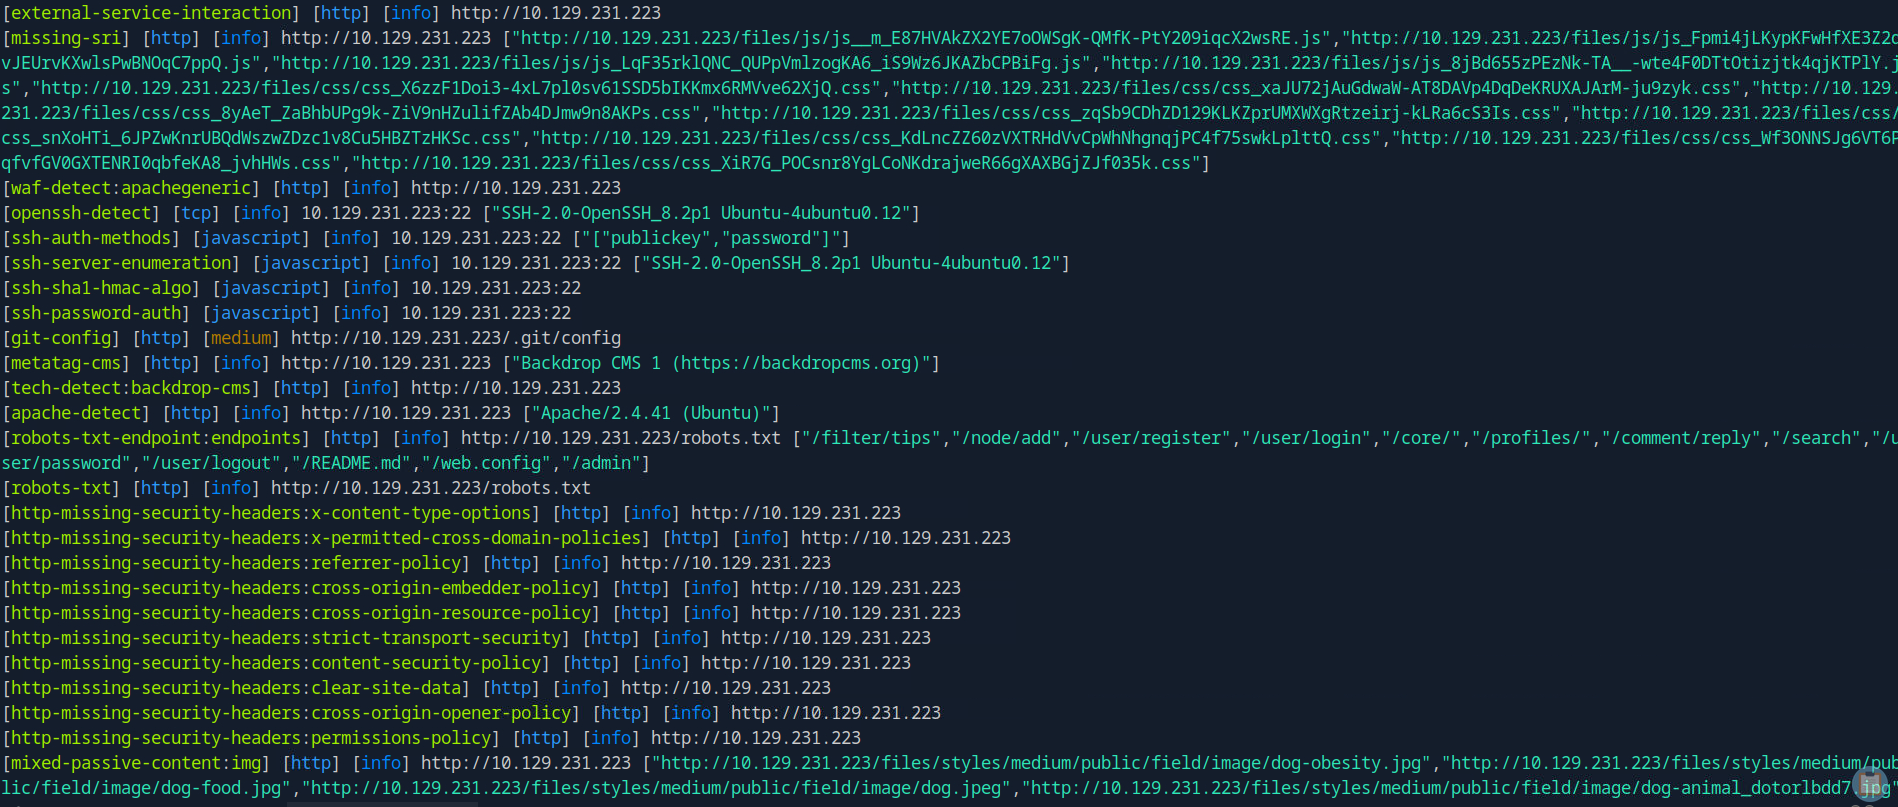 [external-service-interaction] [http] [info] http://10.129.231.223
[missing-sri] [http] [info] http://10.129.231.223 ["http://10.129.231.223/files/js/js__m_E87HVAkZX2YE7oOWSgK-QMfK-PtY209iqcX2wsRE.js","http://10.129.231.223/files/js/js_Fpmi4jLKypKFwHfXE3Z2c
vJEUrvKXwlsPwBNOqC7ppQ.js","http://10.129.231.223/files/js/js_LqF35rklQNC_QUPpVmlzogKA6_iS9Wz6JKAZbCPBiFg.js","http://10.129.231.223/files/js/js_8jBd655zPEzNk-TA__-wte4F0DTtOtizjtk4qjKTPlY.j
s","http://10.129.231.223/files/css/css_X6zzF1Doi3-4xL7pl0sv61SSD5bIKKmx6RMVve62XjQ.css","http://10.129.231.223/files/css/css_xaJU72jAuGdwaW-AT8DAVp4DqDeKRUXAJArM-ju9zyk.css","http://10.129.
231.223/files/css/css_8yAeT_ZaBhbUPg9k-ZiV9nHZulifZAb4DJmw9n8AKPs.css","http://10.129.231.223/files/css/css_zqSb9CDhZD129KLKZprUMXWXgRtzeirj-kLRa6cS3Is.css","http://10.129.231.223/files/css/
css_snXoHTi_6JPZwKnrUBQdWszwZDzc1v8Cu5HBZTzHKSc.css","http://10.129.231.223/files/css/css_KdLncZZ60zVXTRHdVvCpWhNhgnqjPC4f75swkLplttQ.css","http://10.129.231.223/files/css/css_Wf3ONNSJg6VT6P
qfvfGV0GXTENRI0qbfeKA8_jvhHWs.css","http://10.129.231.223/files/css/css_XiR7G_POCsnr8YgLCoNKdrajweR66gXAXBGjZJf035k.css"]
[waf-detect:apachegeneric] [http] [info] http://10.129.231.223
[openssh-detect] [tcp] [info] 10.129.231.223:22 ["SSH-2.0-OpenSSH_8.2p1 Ubuntu-4ubuntu0.12"]
[ssh-auth-methods] [javascript] [info] 10.129.231.223:22 ["["publickey","password"]"]
[ssh-server-enumeration] [javascript] [info] 10.129.231.223:22 ["SSH-2.0-OpenSSH_8.2p1 Ubuntu-4ubuntu0.12"]
[ssh-sha1-hmac-algo] [javascript] [info] 10.129.231.223:22
[ssh-password-auth] [javascript] [info] 10.129.231.223:22
[git-config] [http] [medium] http://10.129.231.223/.git/config
[metatag-cms] [http] [info] http://10.129.231.223 ["Backdrop CMS 1 (https://backdropcms.org)"]
[tech-detect:backdrop-cms] [http] [info] http://10.129.231.223
[apache-detect] [http] [info] http://10.129.231.223 ["Apache/2.4.41 (Ubuntu)"]
[robots-txt-endpoint:endpoints] [http] [info] http://10.129.231.223/robots.txt ["/filter/tips","/node/add","/user/register","/user/login","/core/","/profiles/","/comment/reply","/search","/u
ser/password","/user/logout","/README.md","/web.config","/admin"]
[robots-txt] [http] [info] http://10.129.231.223/robots.txt
[http-missing-security-headers:x-content-type-options] [http] [info] http://10.129.231.223
[http-missing-security-headers:x-permitted-cross-domain-policies] [http] [info] http://10.129.231.223
[http-missing-security-headers:referrer-policy] [http] [info] http://10.129.231.223
[http-missing-security-headers:cross-origin-embedder-policy] [http] [info] http://10.129.231.223
[http-missing-security-headers:cross-origin-resource-policy] [http] [info] http://10.129.231.223
[http-missing-security-headers:strict-transport-security] [http] [info] http://10.129.231.223
[http-missing-security-headers:content-security-policy] [http] [info] http://10.129.231.223
[http-missing-security-headers:clear-site-data] [http] [info] http://10.129.231.223
[http-missing-security-headers:cross-origin-opener-policy] [http] [info] http://10.129.231.223
[http-missing-security-headers:permissions-policy] [http] [info] http://10.129.231.223
[mixed-passive-content:img] [http] [info] http://10.129.231.223 ["http://10.129.231.223/files/styles/medium/public/field/image/dog-obesity.jpg","http://10.129.231.223/files/styles/medium/pub
lic/field/image/dog-food.jpg","http://10.129.231.223/files/styles/medium/public/field/image/dog.jpeg","http://10.129.231.223/files/styles/medium/public/field/image/dog-animal_dotorlbdd7.jpg"